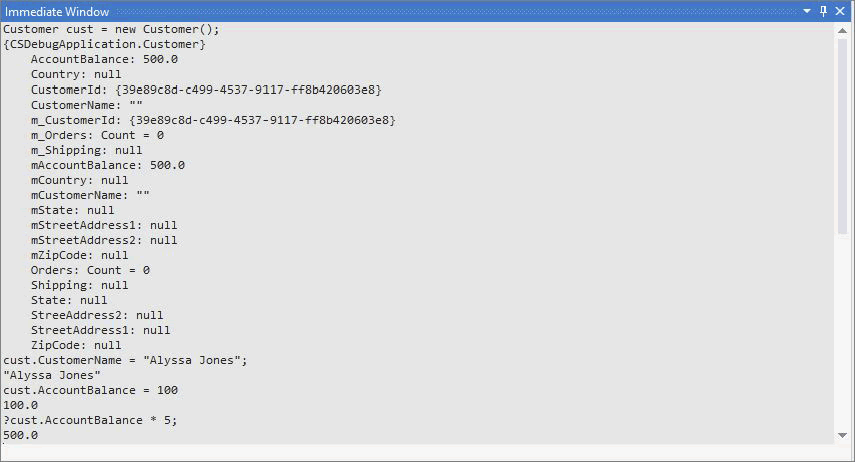 Immediate Window
Customer cust = new Customer();
{CSDebugApplication.Customer}
AccountBalance: 500.0
Country: null
CustomerId: {39e89c8d-c499-4537-9117-ff8b420603e8}
CustomerName: ""
m_CustomerId: {39e89c8d-c499-4537-9117-ff8b420603e8}
m_Orders: Count = 0
m_Shipping: null
mAccountBalance: 500.0
mCountry: null
mCustomerName: ""
mState: null
mStreetAddress1: null
mStreetAddress2: null
mZipCode: null
Orders: Count = 0
Shipping: null
State: null
StreeAddress2: null
StreetAddress1: null
ZipCode: null
cust.CustomerName = "Alyssa Jones";
"Alyssa Jones"
cust.AccountBalance = 100
100.0
?cust.AccountBalance * 5;
500.0